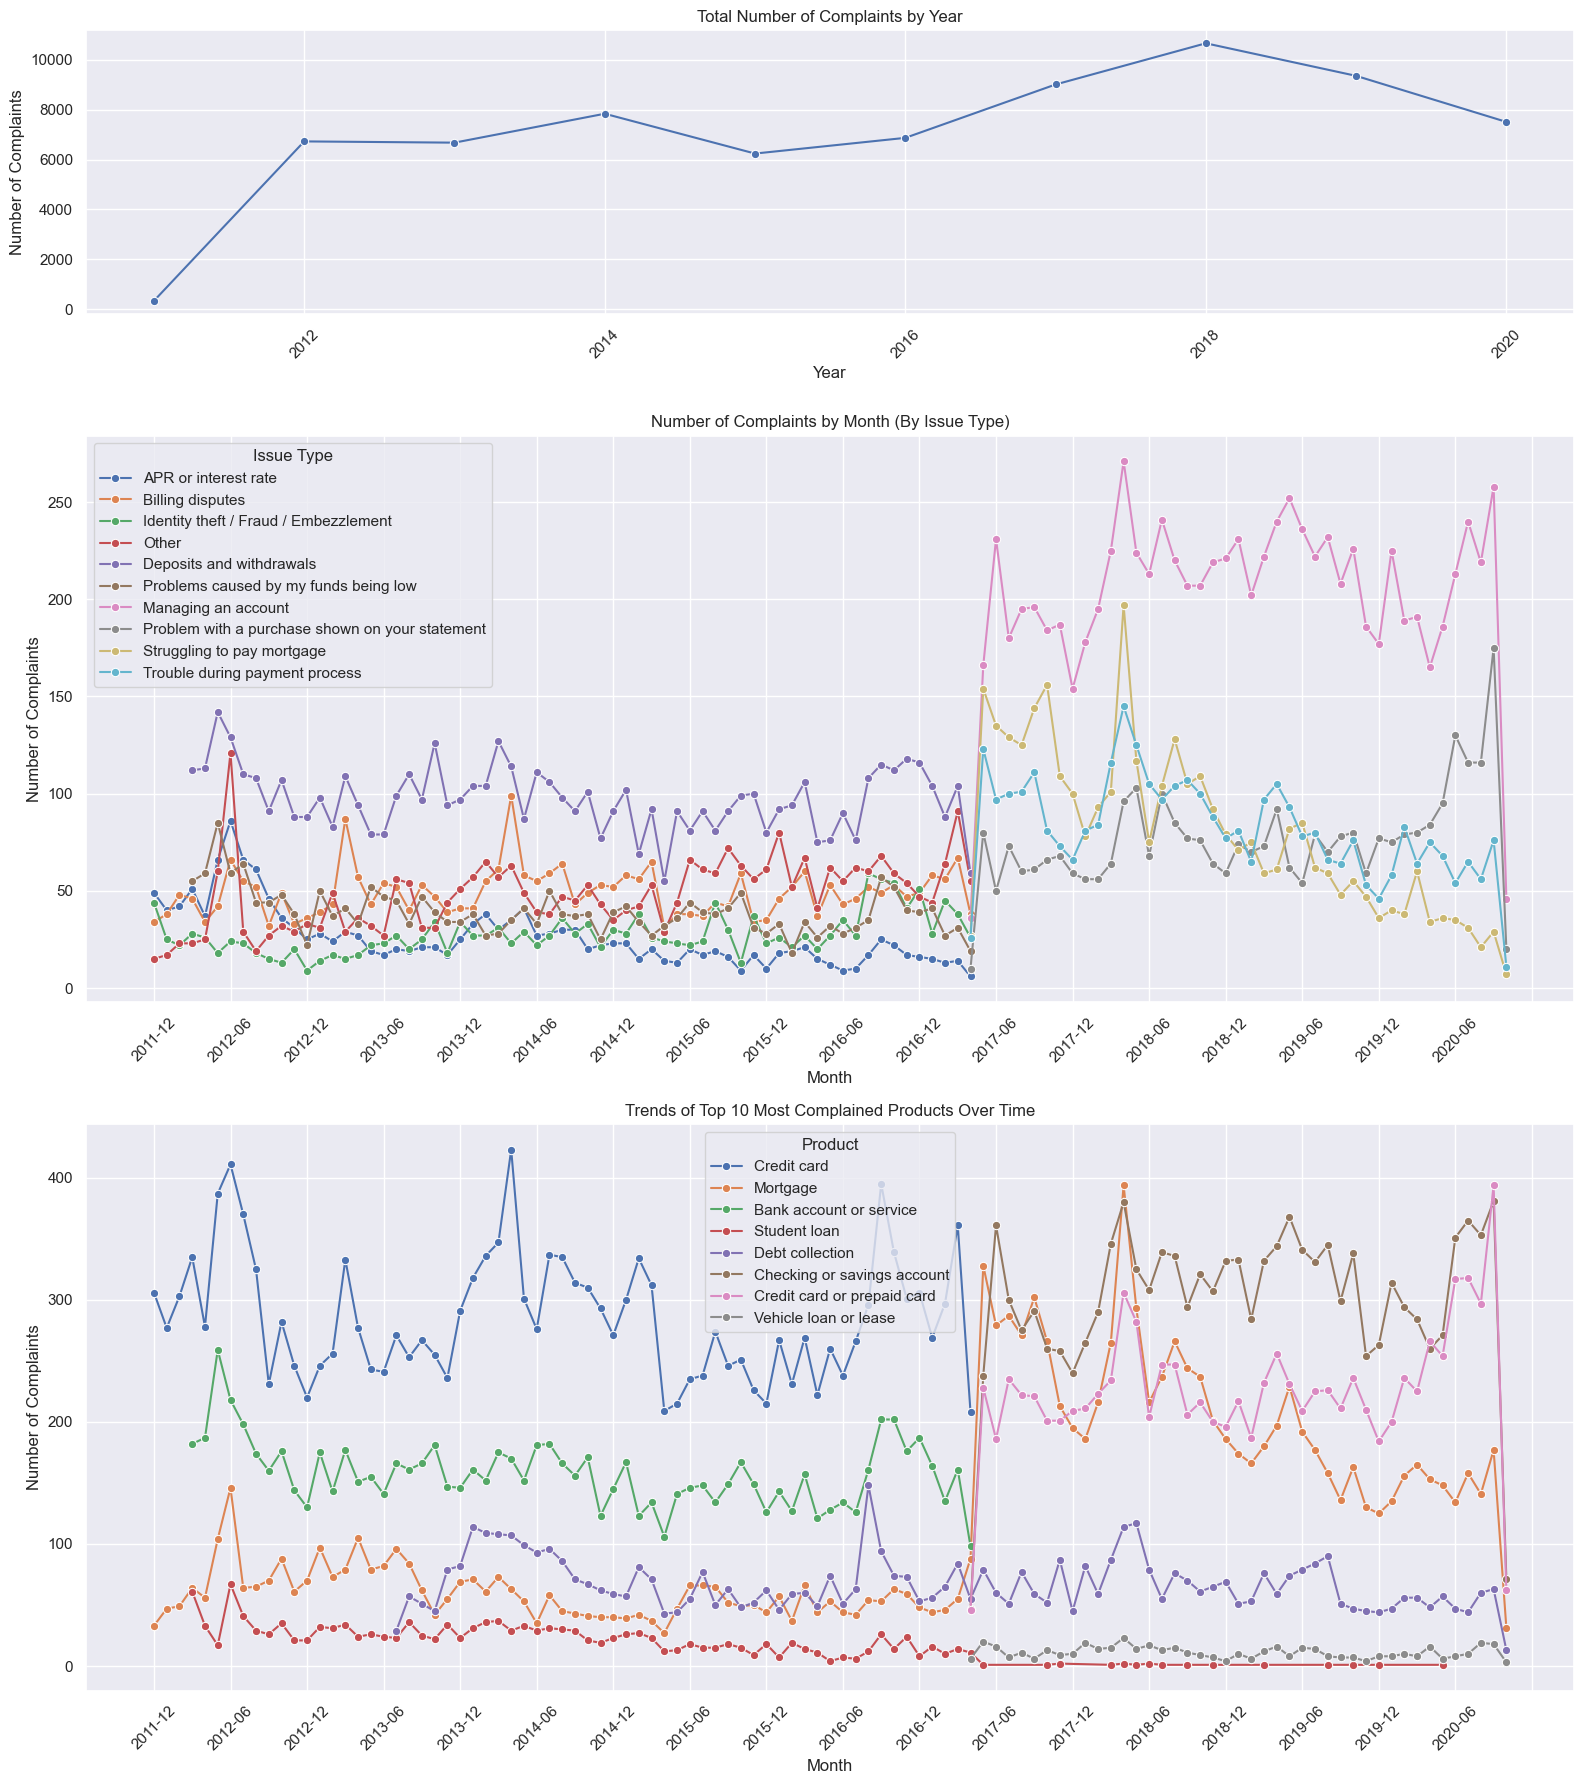 Total Number of Complaints by Year
Number of Complaints
10000
8000
6000
4000
2000
0
2012
2014
2016
2018
2020
Year
Number of Complaints by Month (By Issue Type)
Number of Complaints
250
200
150
100
50
0
Issue Type
APR or interest rate
Billing disputes
Identity theft / Fraud / Embezzlement
Other
Deposits and withdrawals
Problems caused by my funds being low
Managing an account
Problem with a purchase shown on your statement
Struggling to pay mortgage
Trouble during payment process
2011-12
2012-06
2012-12
2013-06
2013-12
2014-06
2014-12
2015-06
2015-12
2016-06
2016-12
2017-06
2017-12
2018-06
2018-12
2019-06
2019-12
2020-06
Month
Trends of Top 10 Most Complained Products Over Time
Number of Complaints
400
300
200
100
0
Product
Credit card
Mortgage
Bank account or service
Student loan
Debt collection
Checking or savings account
Credit card or prepaid card
Vehicle loan or lease
2011-12
2012-06
2012-12
2013-06
2013-12
2014-06
2014-12
2015-06
2015-12
2016-06
2016-12
2017-06
2017-12
2018-06
2018-12
2019-06
2019-12
2020-06
Month